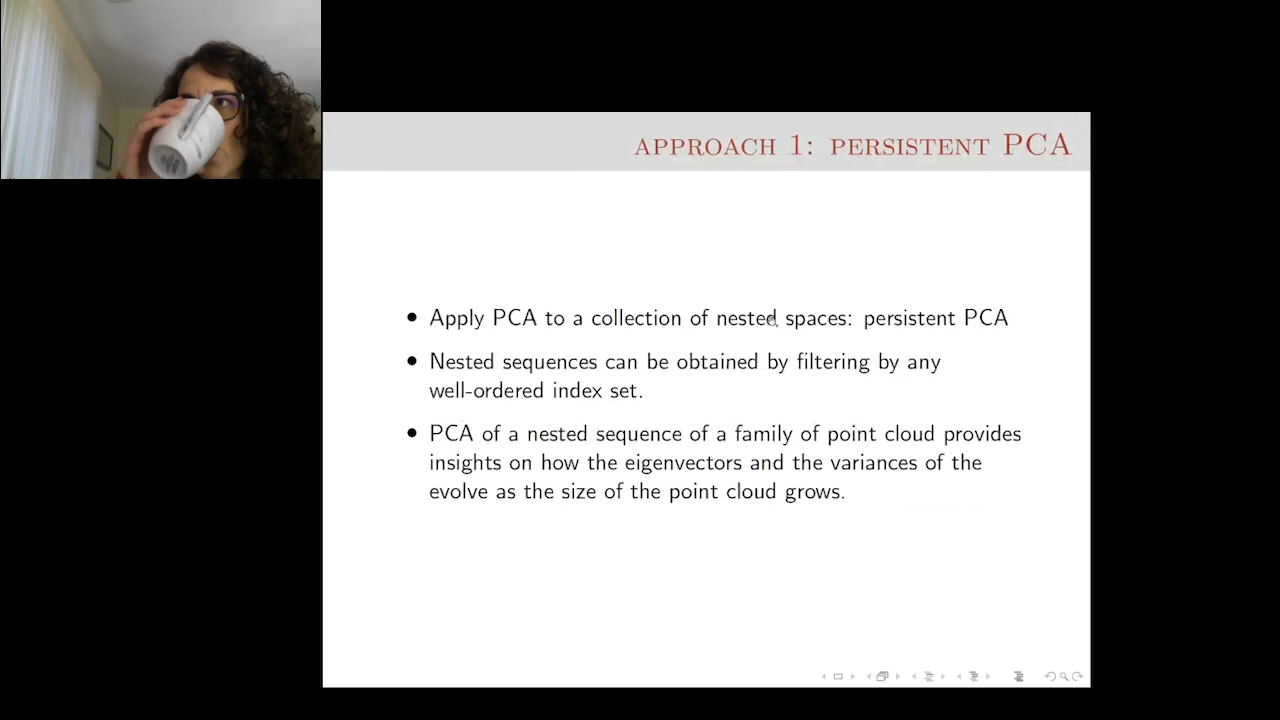 APPROACH 1: PERSISTENT PCA
• Apply PCA to a collection of nested spaces: persistent PCA
• Nested sequences can be obtained by filtering by any
well-ordered index set.
• PCA of a nested sequence of a family of point cloud provides
insights on how the eigenvectors and the variances of the
evolve as the size of the point cloud grows.